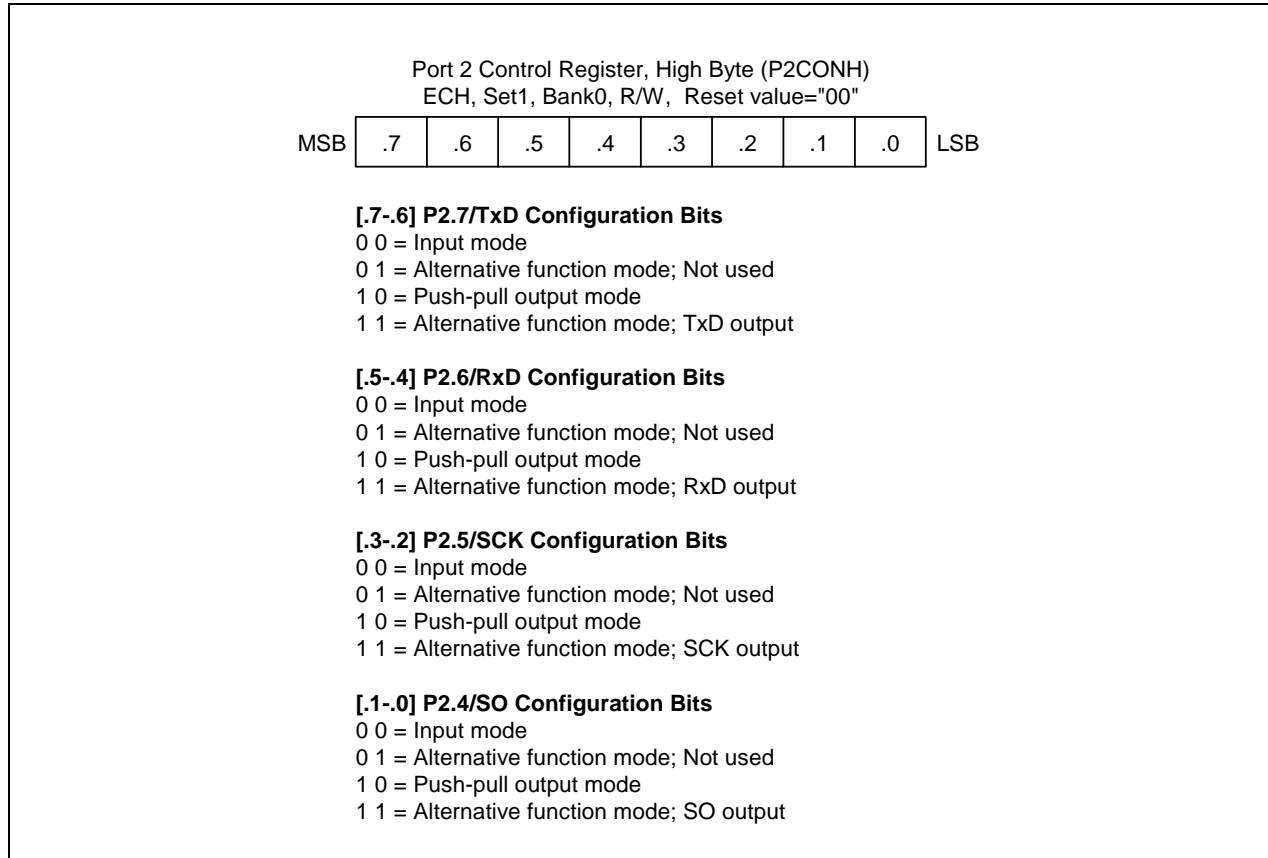 Port 2 Control Register, High Byte (P2CONH)
ECH, Set1, Bank0, R/W, Reset value="00"
MSB .7 .6 .5 .4 .3 .2 .1 .0 LSB
[.7-.6] P2.7/TxD Configuration Bits
0 0 = Input mode
0 1 = Alternative function mode; Not used
1 0 = Push-pull output mode
1 1 = Alternative function mode; TxD output
[.5-.4] P2.6/RxD Configuration Bits
0 0 = Input mode
0 1 = Alternative function mode; Not used
1 0 = Push-pull output mode
1 1 = Alternative function mode; RxD output
[.3-.2] P2.5/SCK Configuration Bits
0 0 = Input mode
0 1 = Alternative function mode; Not used
1 0 = Push-pull output mode
1 1 = Alternative function mode; SCK output
[.1-.0] P2.4/SO Configuration Bits
0 0 = Input mode
0 1 = Alternative function mode; Not used
1 0 = Push-pull output mode
1 1 = Alternative function mode; SO output